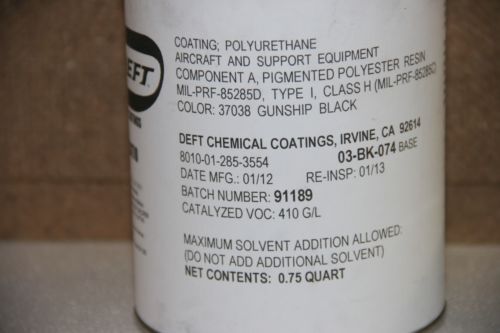 COATING; POLYURETHANE
AIRCRAFT AND SUPPORT EQUIPMENT
COMPONENT A, PIGMENTED POLYESTER RESIN
MIL-PRF-85285D, TYPE I, CLASS H (MIL-PRF-85285C)
COLOR: 37038 GUNSHIP BLACK
DEFT CHEMICAL COATINGS, IRVINE, CA 92614
8010-01-285-3554 03-BK-074 BASE
DATE MFG: 01/12 RE-INSP: 01/13
BATCH NUMBER: 91189
CATALYZED VOC: 410 G/L
MAXIMUM SOLVENT ADDITION ALLOWED:
(DO NOT ADD ADDITIONAL SOLVENT)
NET CONTENTS: 0.75 QUART